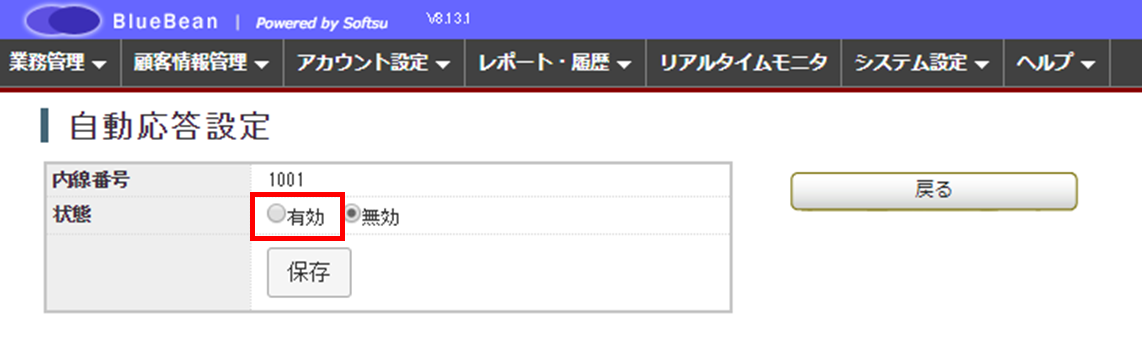 BlueBean | Powered by Softsu V8.13.1
業務管理 顧客情報管理 アカウント設定 レポート・履歴 リアルタイムモニタ システム設定 ヘルプ
自動応答設定
内線番号 1001
戻る
状態 有効 無効
保存